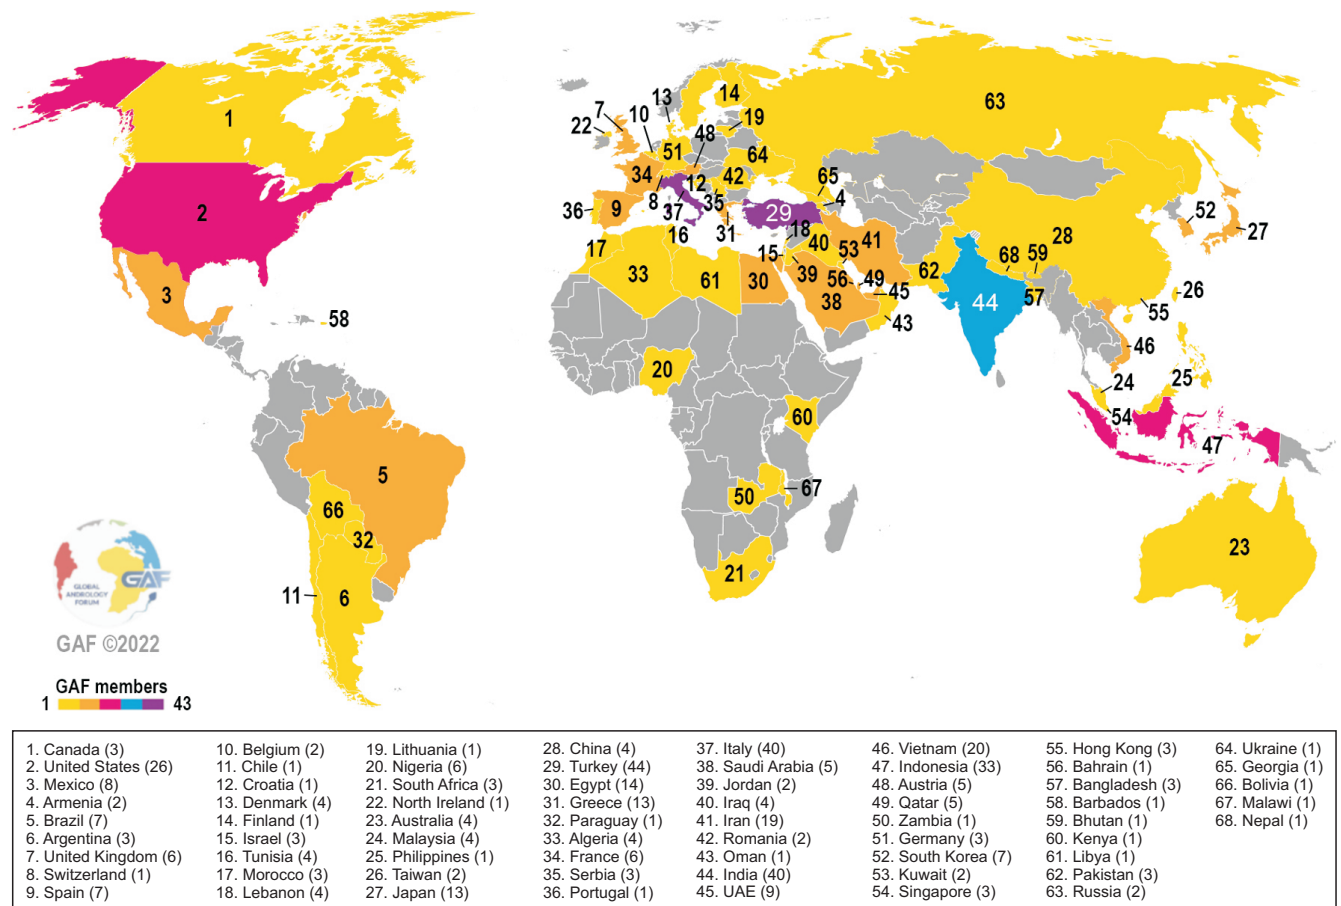 1
2
3
58
5
66
32
11
6
7
22
10
13
14
48
19
51
34
8
12
42
64
36
9
37
35
31
29
65
4
18
63
17
16
15
40
41
53
33
61
30
39
56
49
38
45
43
62
68
59
28
57
44
52
27
26
55
46
24
25
54
47
20
60
50
67
21
23
GLOBAL
ANDROLOGY
FORUM
GAF
GAF ©2022
GAF members
1 43
1. Canada (3)
2. United States (26)
3. Mexico (8)
4. Armenia (2)
5. Brazil (7)
6. Argentina (3)
7. United Kingdom (6)
8. Switzerland (1)
9. Spain (7)
10. Belgium (2)
11. Chile (1)
12. Croatia (1)
13. Denmark (4)
14. Finland (1)
15. Israel (3)
16. Tunisia (4)
17. Morocco (3)
18. Lebanon (4)
19. Lithuania (1)
20. Nigeria (6)
21. South Africa (3)
22. North Ireland (1)
23. Australia (4)
24. Malaysia (4)
25. Philippines (1)
26. Taiwan (2)
27. Japan (13)
28. China (4)
29. Turkey (44)
30. Egypt (14)
31. Greece (13)
32. Paraguay (1)
33. Algeria (4)
34. France (6)
35. Serbia (3)
36. Portugal (1)
37. Italy (40)
38. Saudi Arabia (5)
39. Jordan (2)
40. Iraq (4)
41. Iran (19)
42. Romania (2)
43. Oman (1)
44. India (40)
45. UAE (9)
46. Vietnam (20)
47. Indonesia (33)
48. Austria (5)
49. Qatar (5)
50. Zambia (1)
51. Germany (3)
52. South Korea (7)
53. Kuwait (2)
54. Singapore (3)
55. Hong Kong (3)
56. Bahrain (1)
57. Bangladesh (3)
58. Barbados (1)
59. Bhutan (1)
60. Kenya (1)
61. Libya (1)
62. Pakistan (3)
63. Russia (2)
64. Ukraine (1)
65. Georgia (1)
66. Bolivia (1)
67. Malawi (1)
68. Nepal (1)